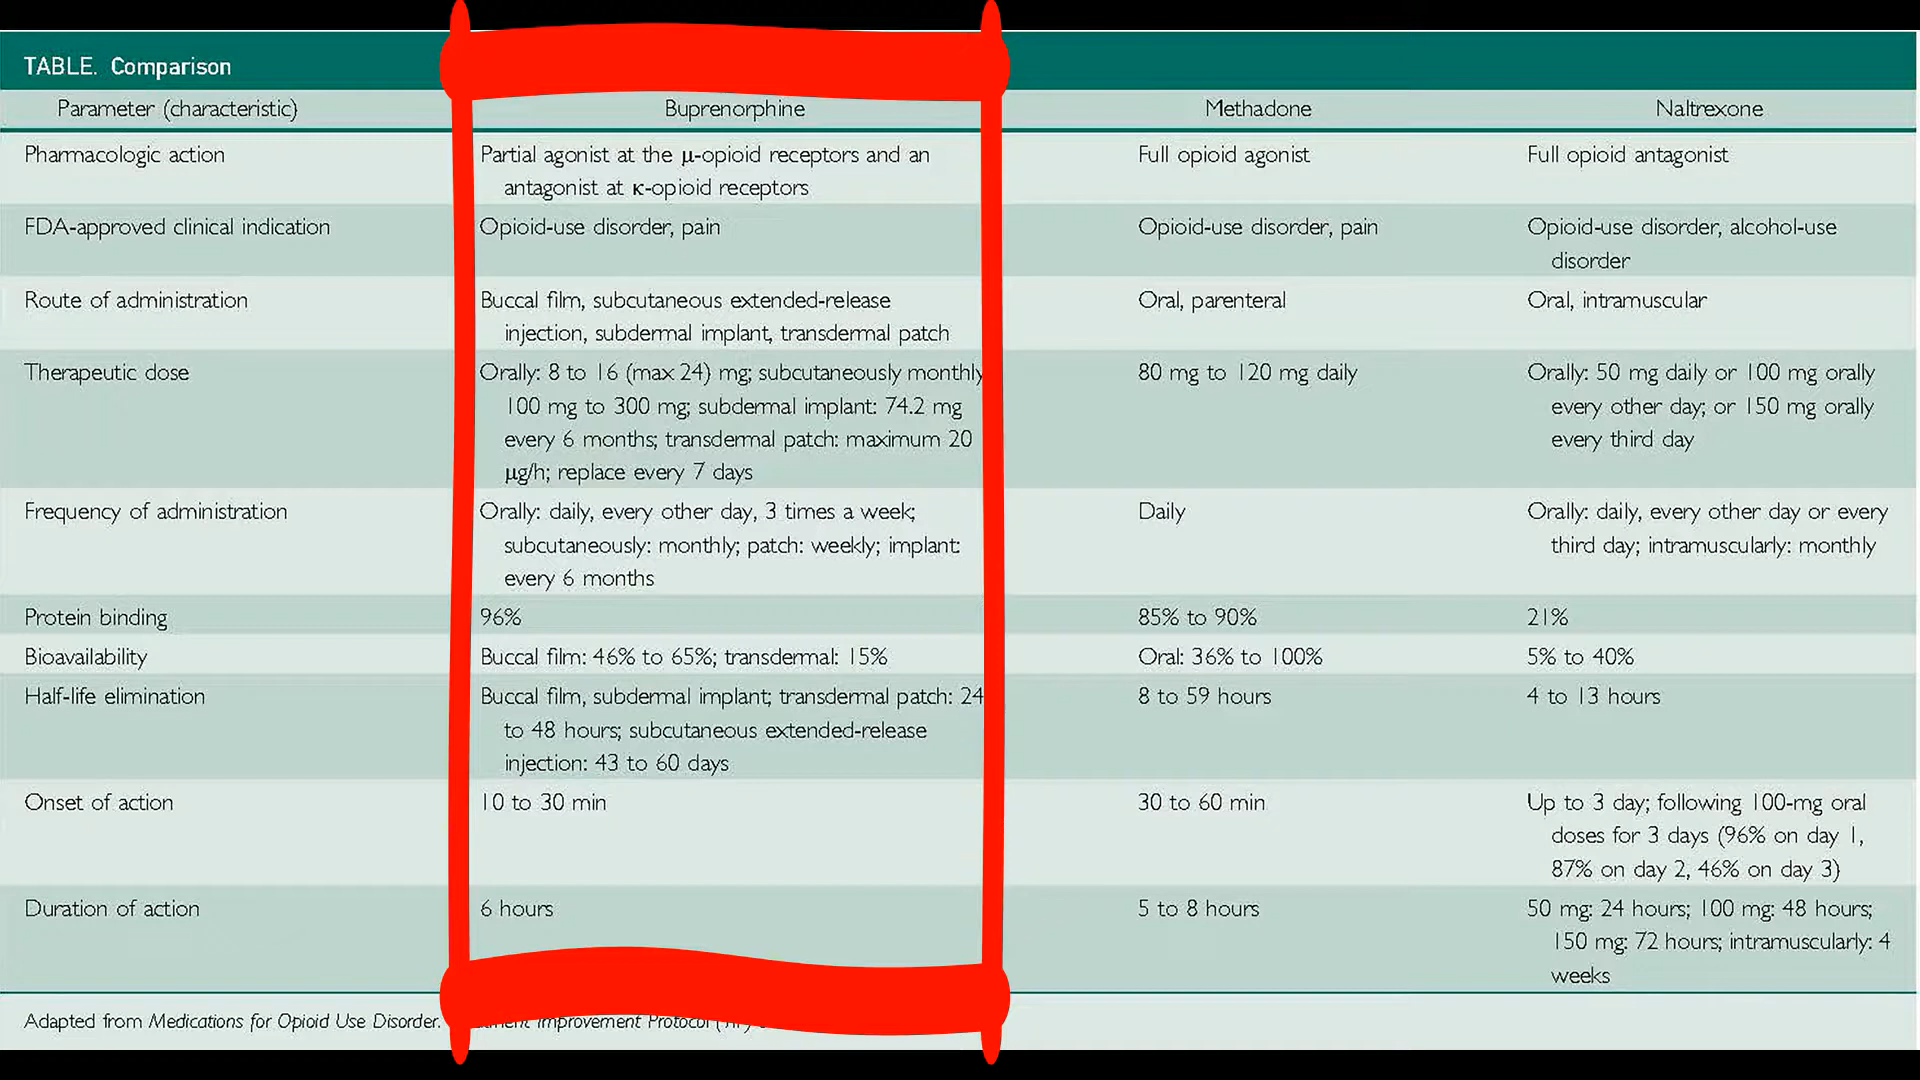 TABLE. Comparison
Parameter (characteristic) Buprenorphine Methadone Naltrexone
Pharmacologic action Partial agonist at the μ-opioid receptors and an Full opioid agonist Full opioid antagonist
antagonist at κ-opioid receptors
FDA-approved clinical indication Opioid-use disorder, pain Opioid-use disorder, pain Opioid-use disorder, alcohol-use
disorder
Route of administration Buccal film, subcutaneous extended-release Oral, parenteral Oral, intramuscular
injection, subdermal implant, transdermal patch
Therapeutic dose Orally: 8 to 16 (max 24) mg; subcutaneously monthly 80 mg to 120 mg daily Orally: 50 mg daily or 100 mg orally
100 mg to 300 mg; subdermal implant: 74.2 mg every other day; or 150 mg orally
every 6 months; transdermal patch: maximum 20 every third day
μg/h; replace every 7 days
Frequency of administration Orally: daily, every other day, 3 times a week; Daily Orally: daily, every other day or every
subcutaneously: monthly; patch: weekly; implant: third day; intramuscularly: monthly
every 6 months
Protein binding 96% 85% to 90% 21%
Bioavailability Buccal film: 46% to 65%; transdermal: 15% Oral: 36% to 100% 5% to 40%
Half-life elimination Buccal film, subdermal implant; transdermal patch: 24 8 to 59 hours 4 to 13 hours
to 48 hours; subcutaneous extended-release
injection: 43 to 60 days
Onset of action 10 to 30 min 30 to 60 min Up to 3 day; following 100-mg oral
doses for 3 days (96% on day 1,
87% on day 2, 46% on day 3)
Duration of action 6 hours 5 to 8 hours 50 mg: 24 hours; 100 mg: 48 hours;
150 mg: 72 hours; intramuscularly: 4
weeks
Adapted from Medications for Opioid Use Disorder. Improvement Protocol